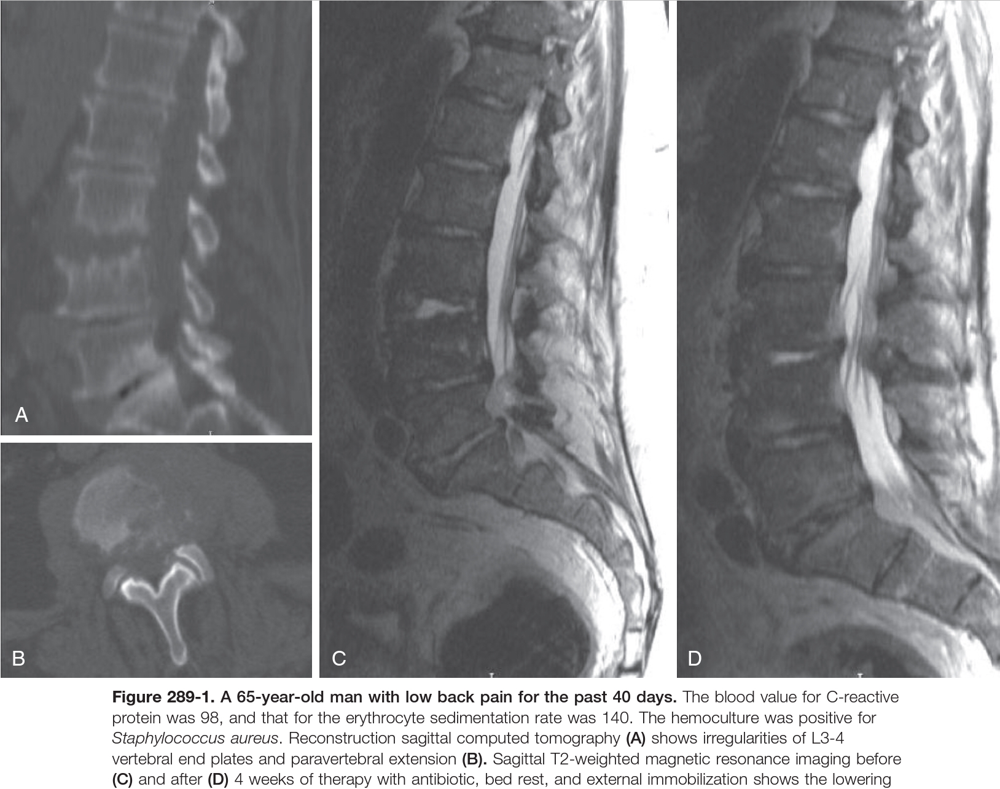 A
B
C
D
Figure 289-1. A 65-year-old man with low back pain for the past 40 days. The blood value for C-reactive
protein was 98, and that for the erythrocyte sedimentation rate was 140. The hemoculture was positive for
Staphylococcus aureus. Reconstruction sagittal computed tomography (A) shows irregularities of L3-4
vertebral end plates and paravertebral extension (B). Sagittal T2-weighted magnetic resonance imaging before
(C) and after (D) 4 weeks of therapy with antibiotic, bed rest, and external immobilization shows the lowering